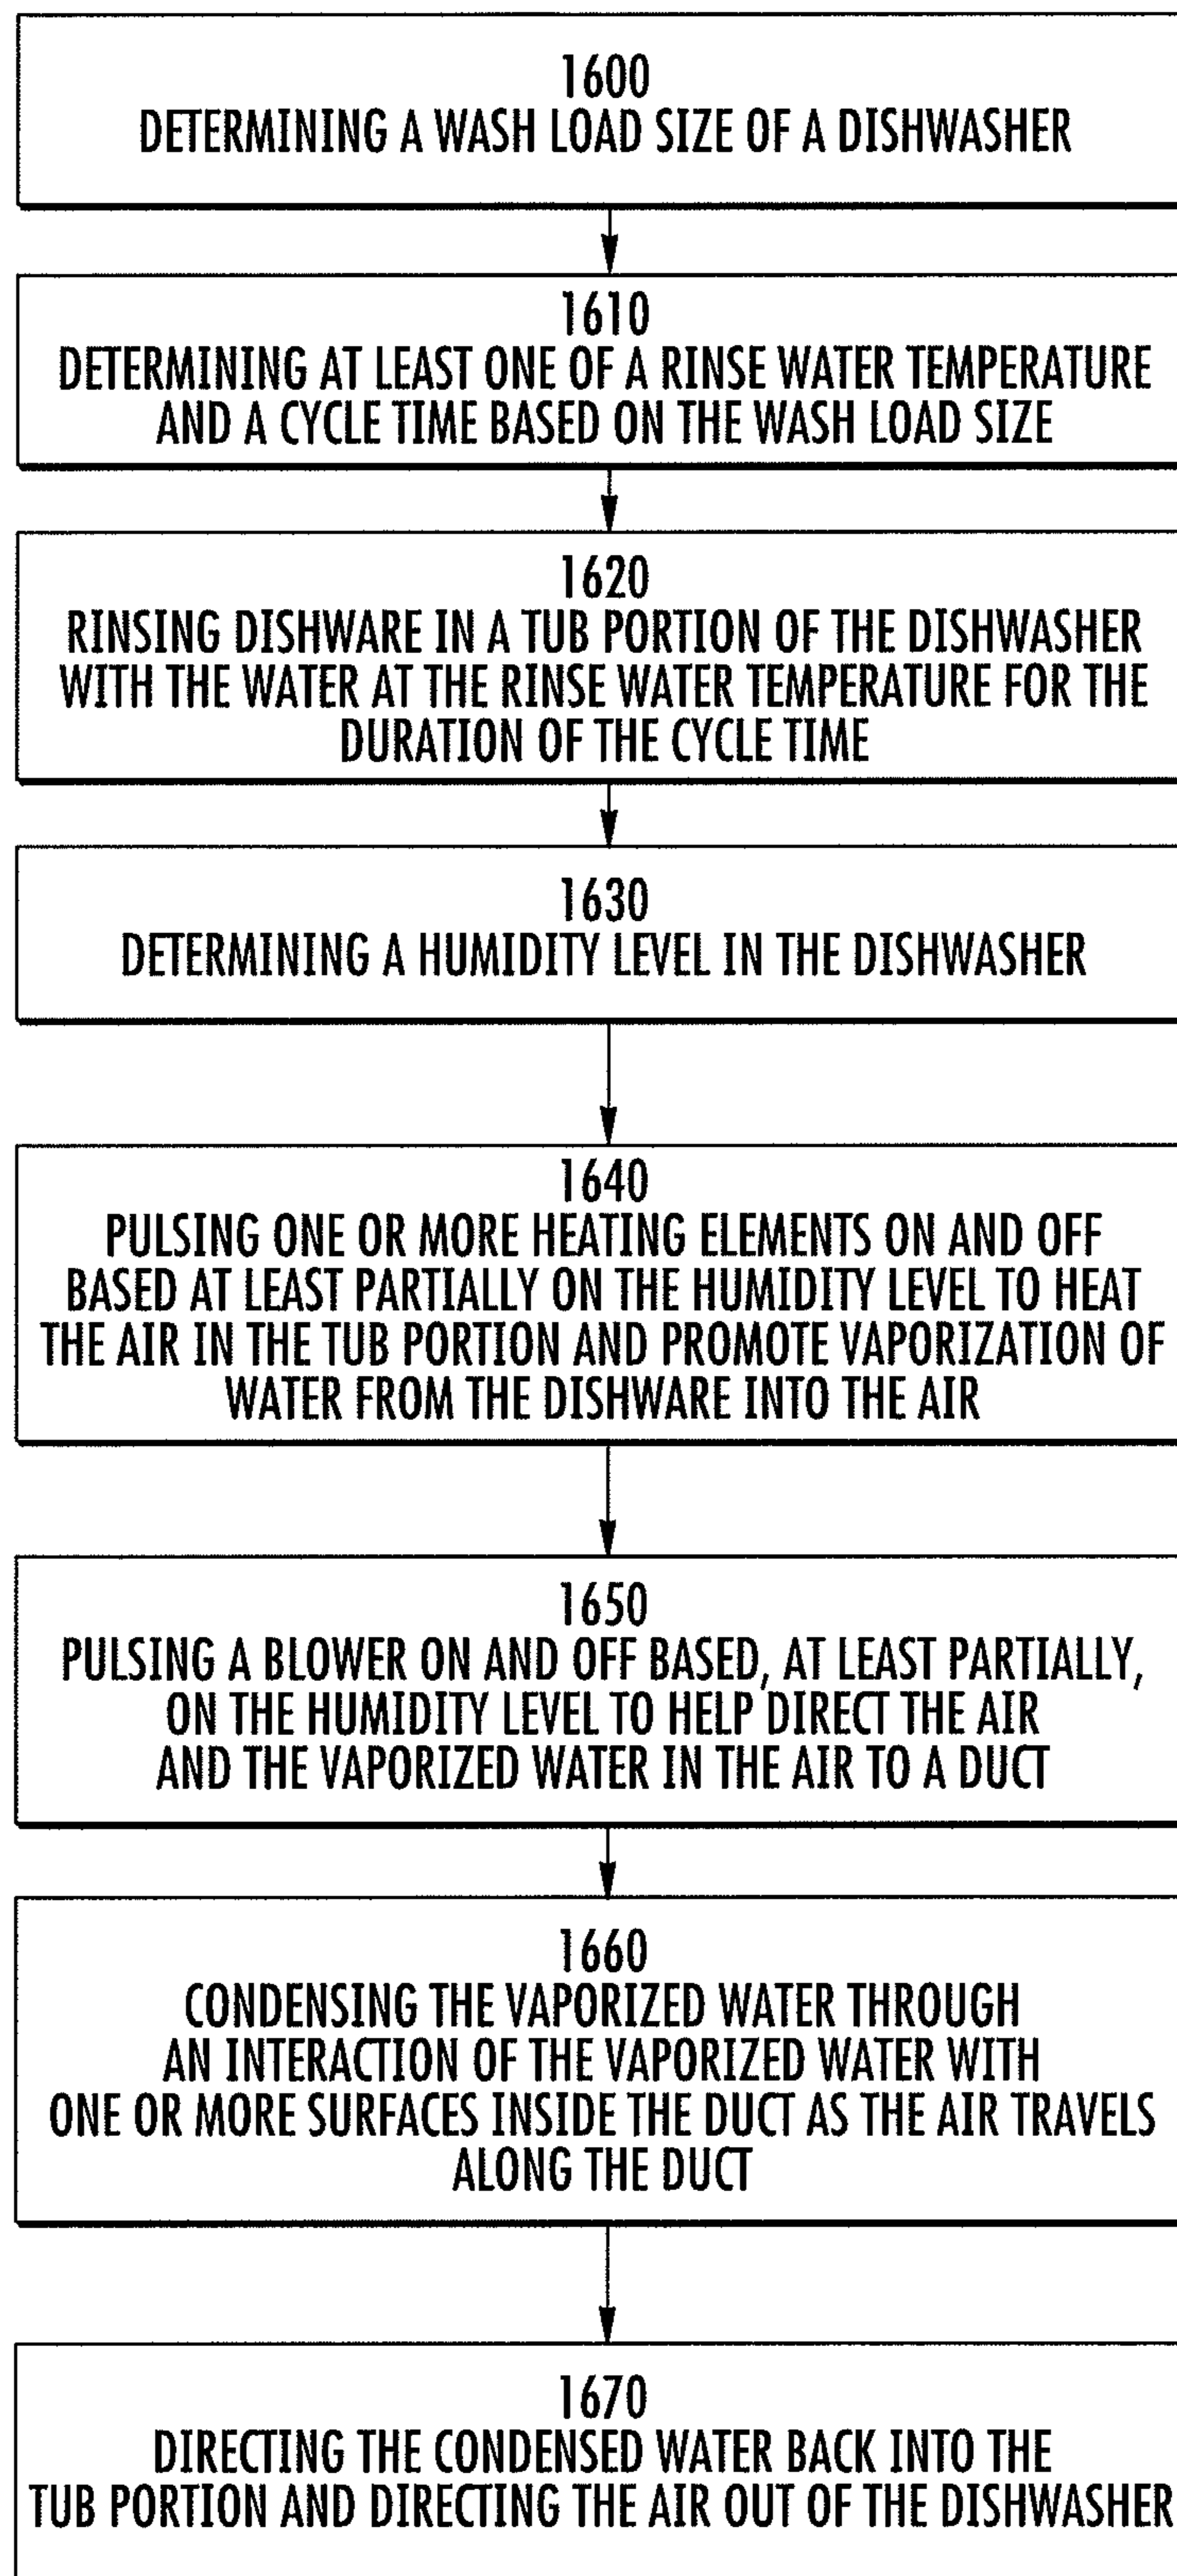 1600
DETERMINING A WASH LOAD SIZE OF A DISHWASHER
1610
DETERMINING AT LEAST ONE OF A RINSE WATER TEMPERATURE
AND A CYCLE TIME BASED ON THE WASH LOAD SIZE
1620
RINSING DISHWARE IN A TUB PORTION OF THE DISHWASHER
WITH THE WATER AT THE RINSE WATER TEMPERATURE FOR THE
DURATION OF THE CYCLE TIME
1630
DETERMINING A HUMIDITY LEVEL IN THE DISHWASHER
1640
PULSING ONE OR MORE HEATING ELEMENTS ON AND OFF
BASED AT LEAST PARTIALLY ON THE HUMIDITY LEVEL TO HEAT
THE AIR IN THE TUB PORTION AND PROMOTE VAPORIZATION OF
WATER FROM THE DISHWARE INTO THE AIR
1650
PULSING A BLOWER ON AND OFF BASED, AT LEAST PARTIALLY,
ON THE HUMIDITY LEVEL TO HELP DIRECT THE AIR
AND THE VAPORIZED WATER IN THE AIR TO A DUCT
1660
CONDENSING THE VAPORIZED WATER THROUGH
AN INTERACTION OF THE VAPORIZED WATER WITH
ONE OR MORE SURFACES INSIDE THE DUCT AS THE AIR TRAVELS
ALONG THE DUCT
1670
DIRECTING THE CONDENSED WATER BACK INTO THE
TUB PORTION AND DIRECTING THE AIR OUT OF THE DISHWASHER